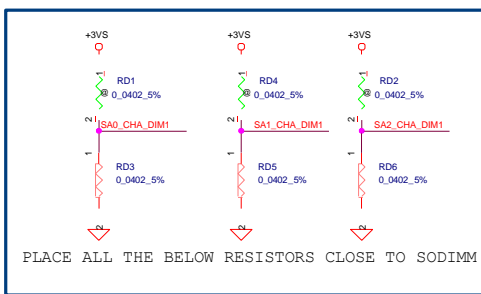 +3VS +3VS +3VS
1 1 1
RD1 RD4 RD2
@ 0_0402_5% @ 0_0402_5% @ 0_0402_5%
2 2 2
SA0_CHA_DIM1 SA1_CHA_DIM1 SA2_CHA_DIM1
1 1 1
RD3 RD5 RD6
0_0402_5% 0_0402_5% 0_0402_5%
2 2 2
PLACE ALL THE BELOW RESISTORS CLOSE TO SODIMM